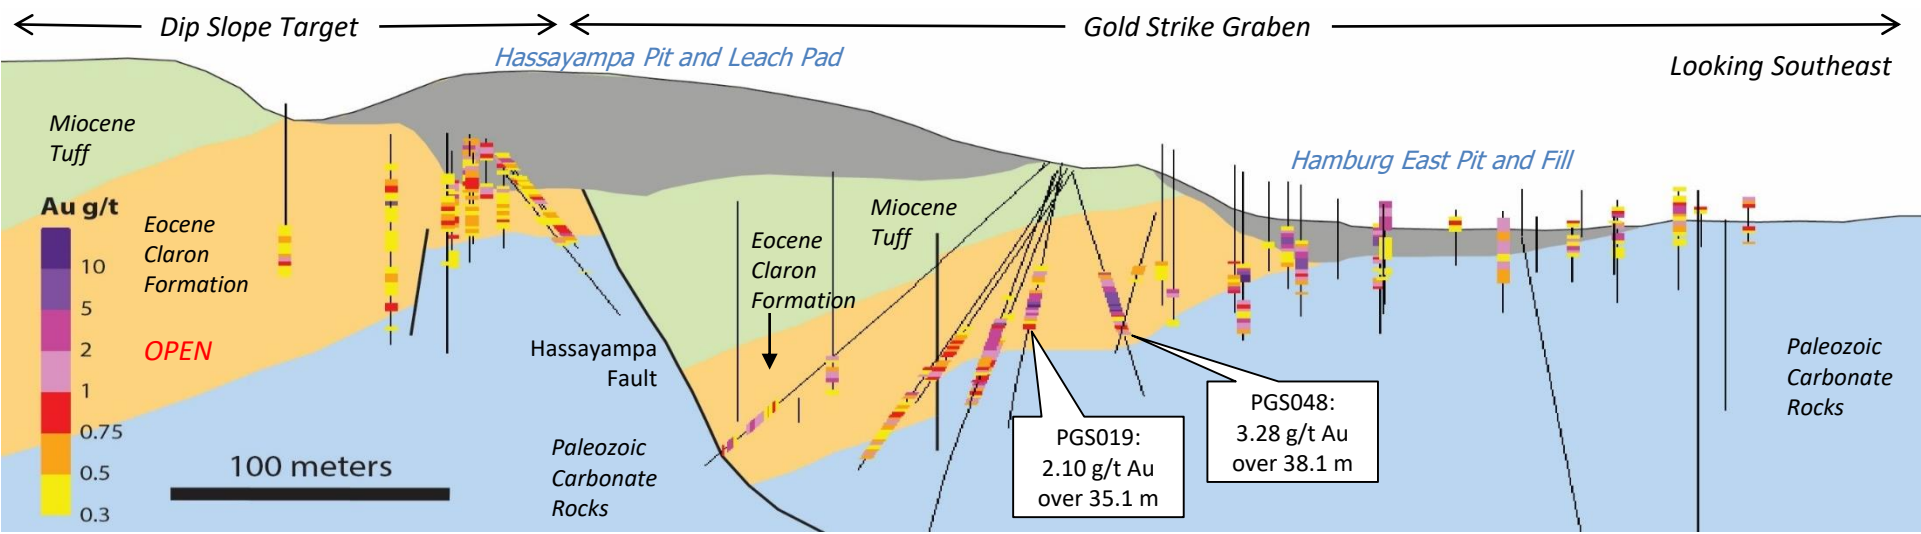 Dip Slope Target
Gold Strike Graben
Hassayampa Pit and Leach Pad
Looking Southeast
Miocene
Tuff
Hamburg East Pit and Fill
Au g/t
10
5
2
1
0.75
0.5
0.3
Eocene
Claron
Formation
OPEN
100 meters
Miocene
Tuff
Eocene
Claron
Formation
Hassayampa
Fault
Paleozoic
Carbonate
Rocks
PGS019:
2.10 g/t Au
over 35.1 m
PGS048:
3.28 g/t Au
over 38.1 m
Paleozoic
Carbonate
Rocks